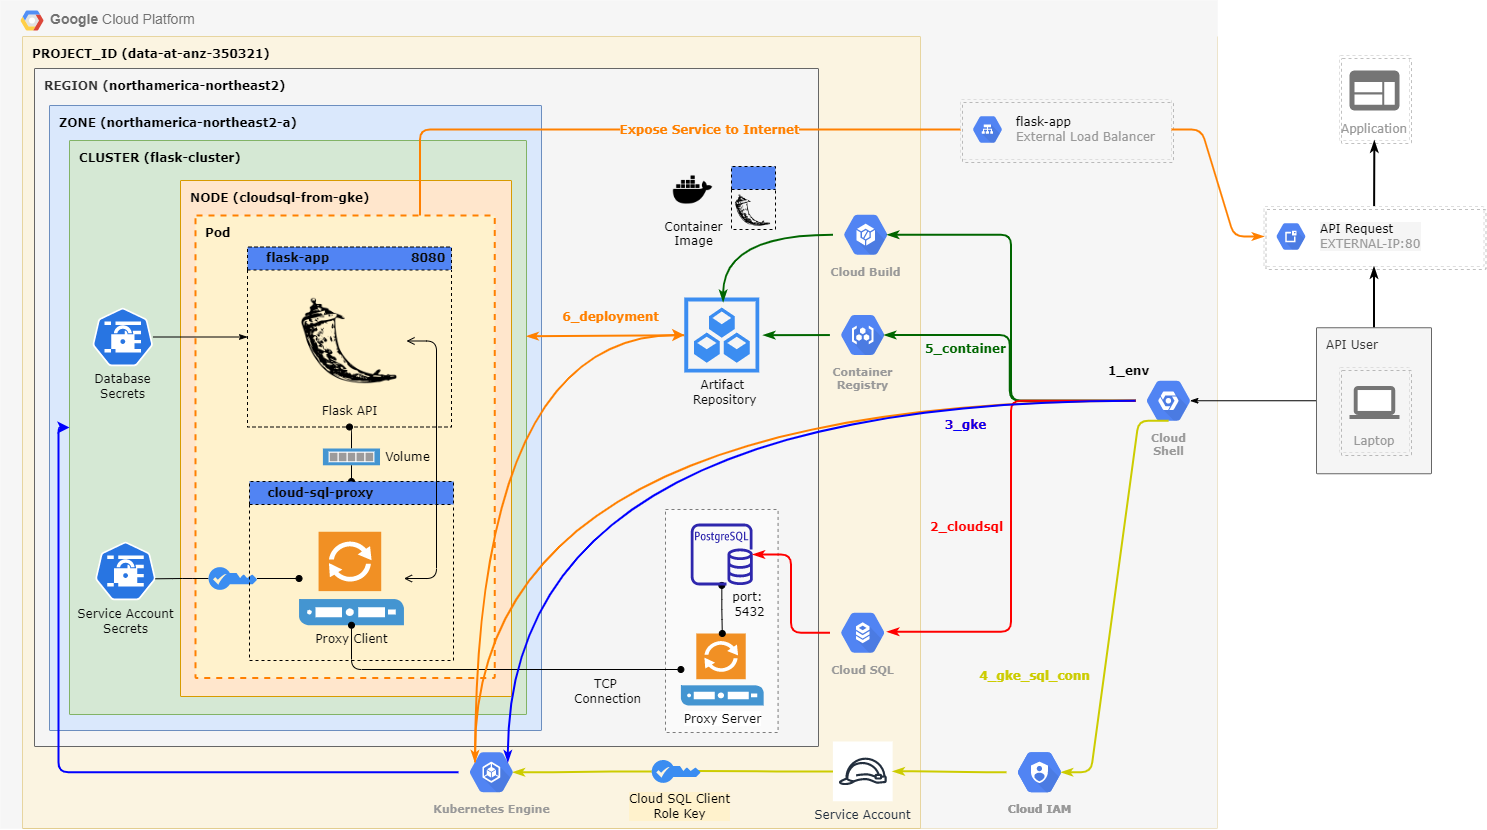 Google Cloud Platform
PROJECT_ID (data-at-anz-350321)
REGION (northamerica-northeast2)
ZONE (northamerica-northeast2-a)
CLUSTER (flask-cluster)
NODE (cloudsql-from-gke)
Pod
flask-app 8080
Flask API
Volume
cloud-sql-proxy
Proxy Client
Database
Secrets
Service Account
Secrets
Expose Service to Internet
Container
Image
6_deployment
Artifact
Repository
Cloud Build
Container
Registry
5_container
1_env
3_gke
Cloud
Shell
2_cloudsql
PostgreSQL
port:
5432
Proxy Server
TCP
Connection
Cloud SQL
4_gke_sql_conn
Kubernetes Engine
Cloud SQL Client
Role Key
Service Account
Cloud IAM
flask-app
External Load Balancer
Application
API Request
EXTERNAL-IP:80
API User
Laptop